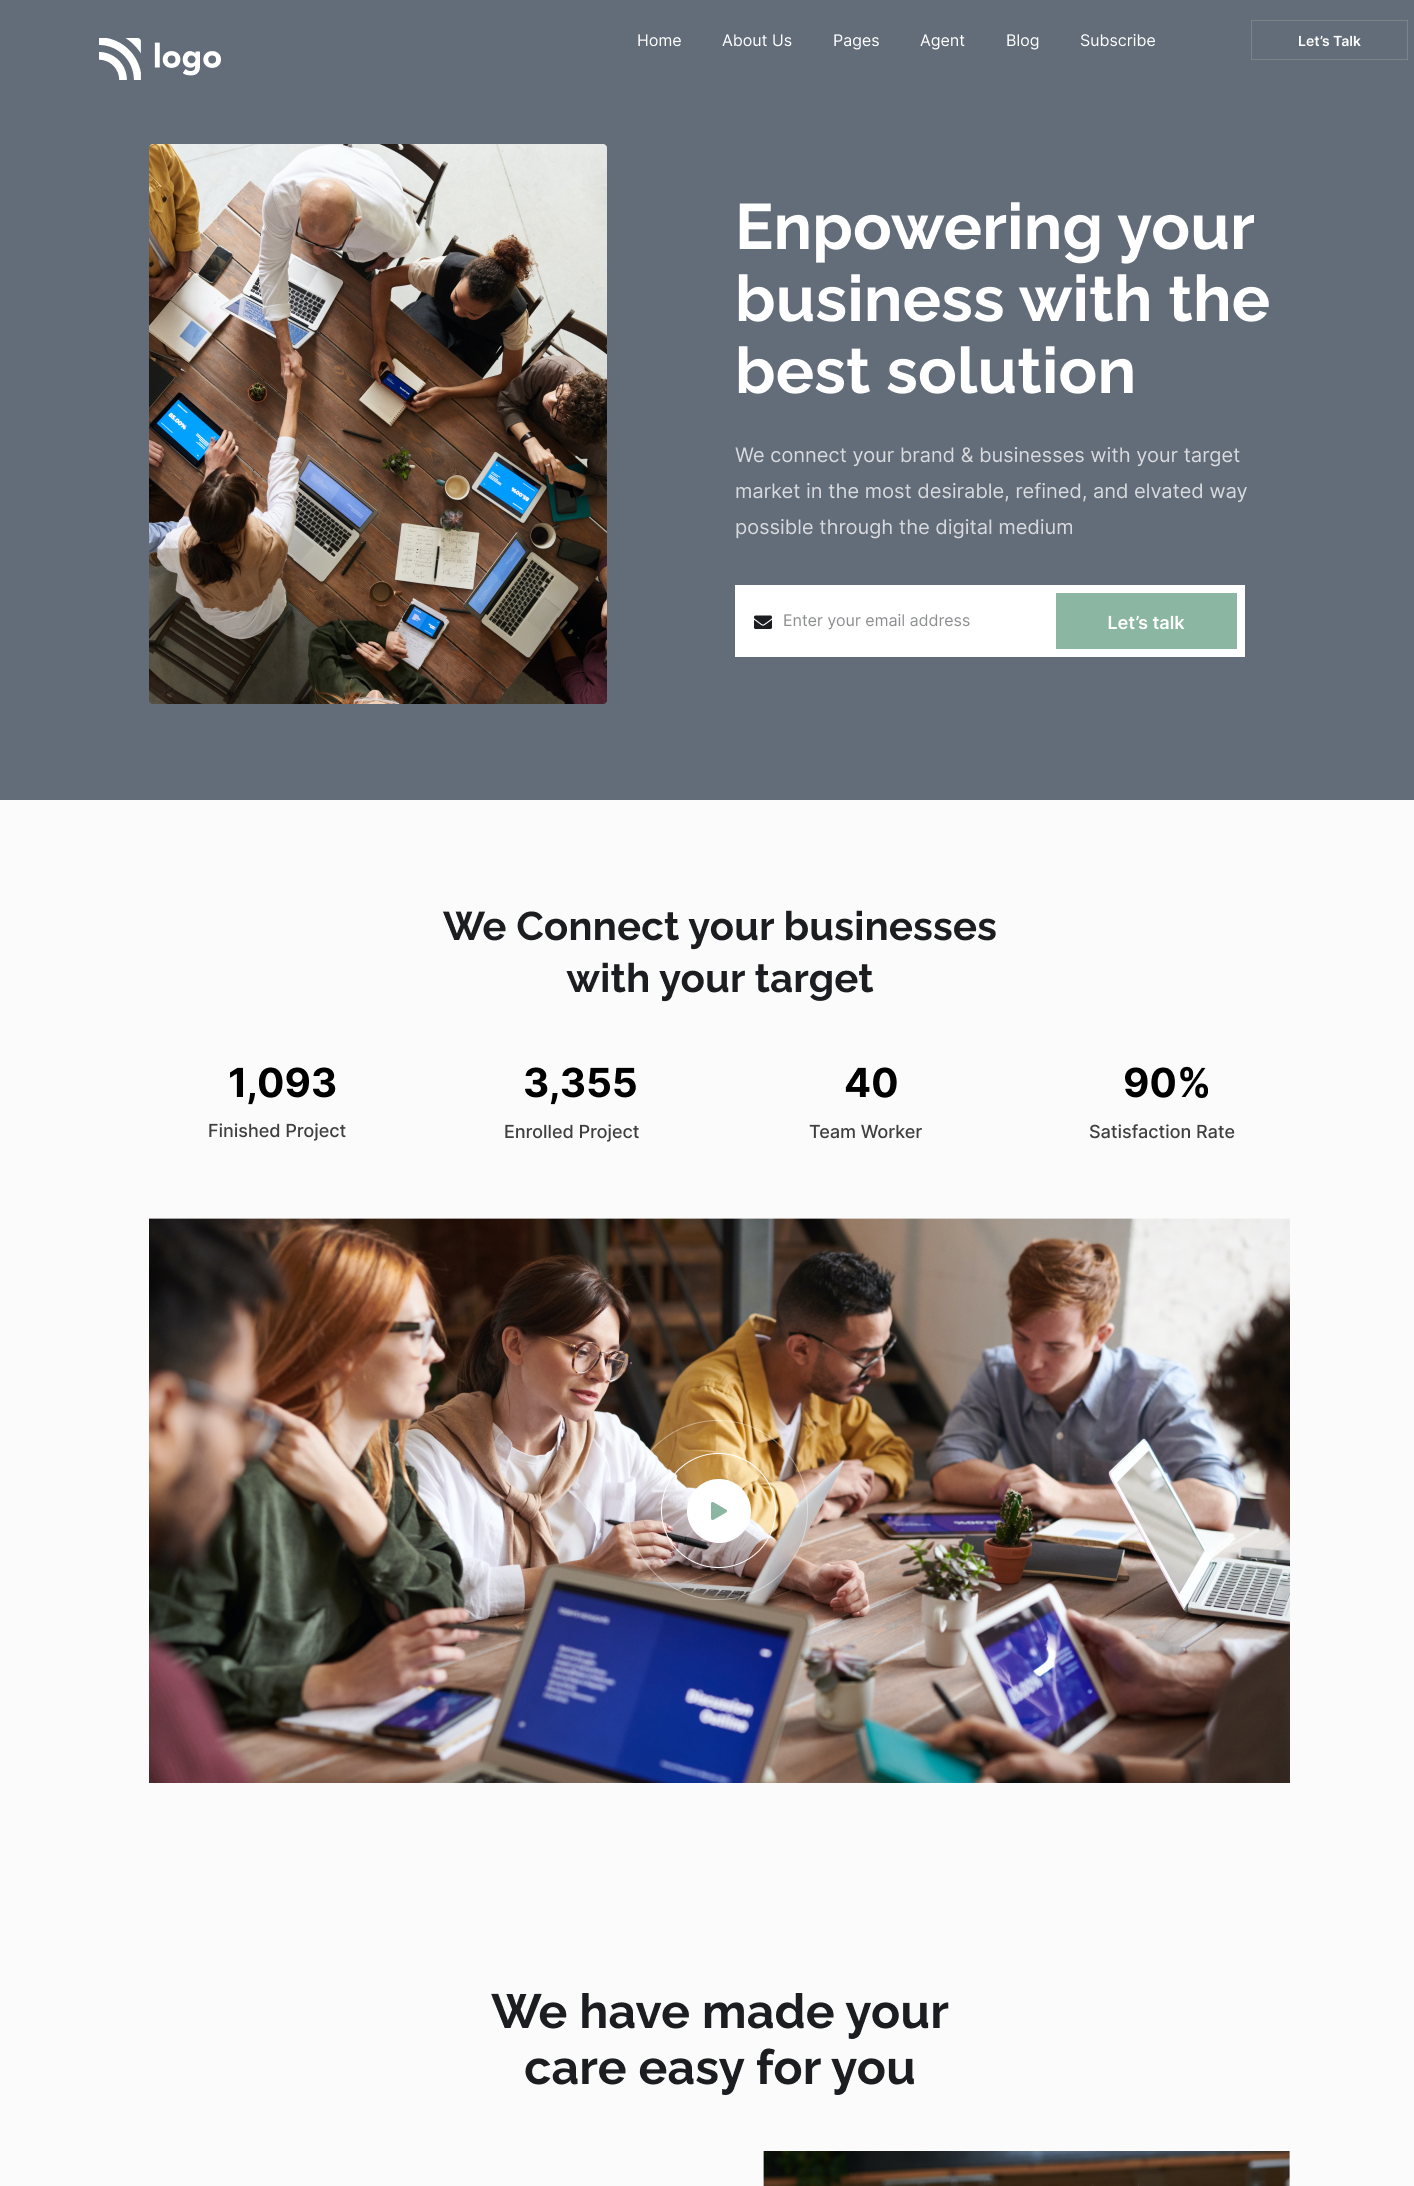 logo
Home About Us Pages Agent Blog Subscribe Let's Talk
Enpowering your
business with the
best solution
We connect your brand & businesses with your target
market in the most desirable, refined, and elvated way
possible through the digital medium
Enter your email address Let's talk
We Connect your businesses
with your target
1,093 3,355 40 90%
Finished Project Enrolled Project Team Worker Satisfaction Rate
Discussion
Outline
We have made your
care easy for you